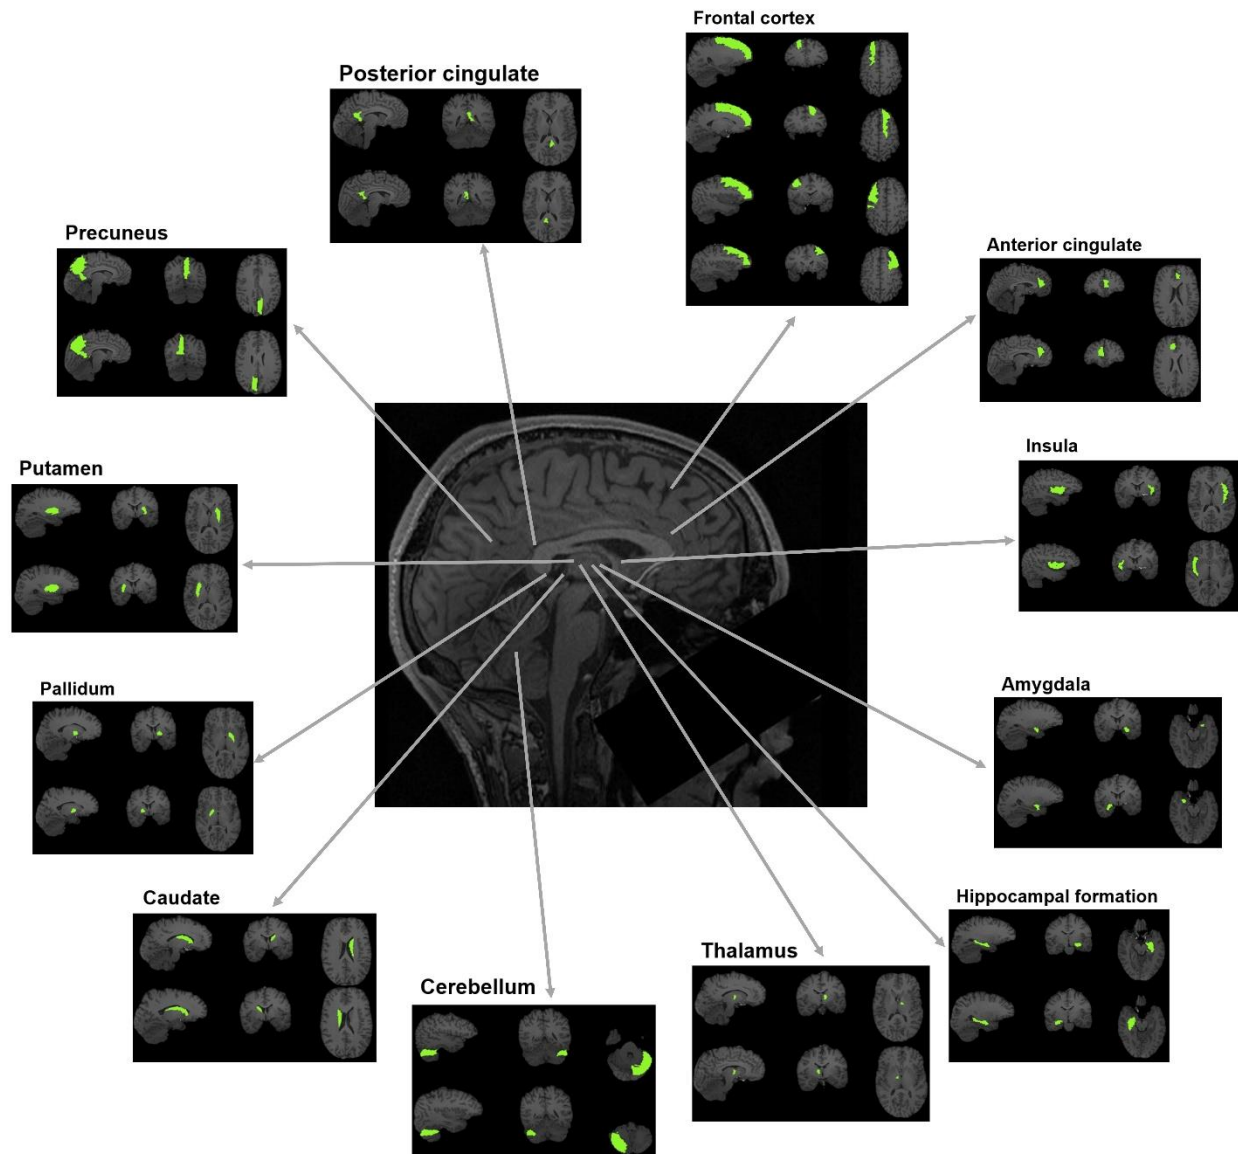 Frontal cortex
Posterior cingulate
Precuneus
Anterior cingulate
Putamen
Insula
Pallidum
Amygdala
Caudate
Hippocampal formation
Thalamus
Cerebellum